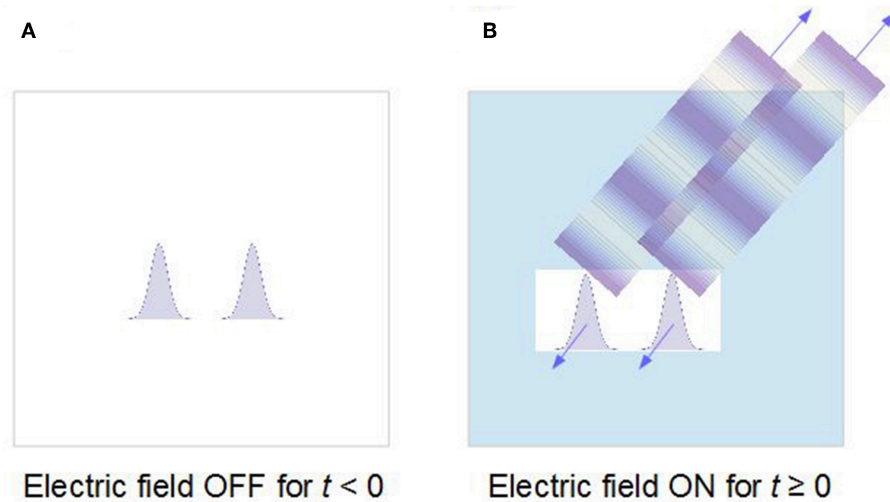 A
B
Electric field OFF for t < 0
Electric field ON for t ≥ 0